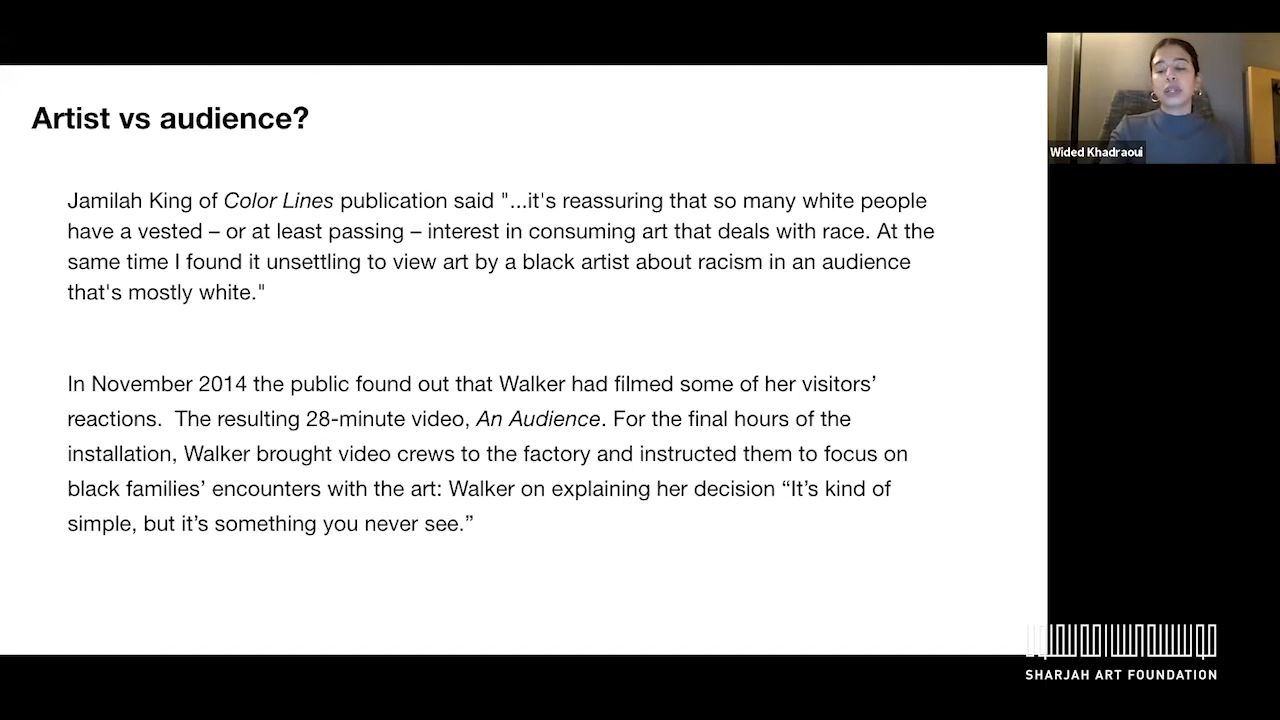 Artist vs audience?
Jamilah King of Color Lines publication said "...it's reassuring that so many white people
have a vested – or at least passing – interest in consuming art that deals with race. At the
same time I found it unsettling to view art by a black artist about racism in an audience
that's mostly white."
In November 2014 the public found out that Walker had filmed some of her visitors’
reactions.  The resulting 28-minute video, An Audience. For the final hours of the
installation, Walker brought video crews to the factory and instructed them to focus on
black families’ encounters with the art: Walker on explaining her decision “It’s kind of
simple, but it’s something you never see.”
Wided Khadraoui
SHARJAH ART FOUNDATION